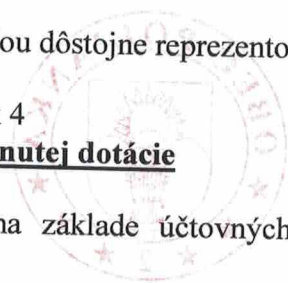 ou dôstojne reprezento
4
nutej dotácie
na základe účtovných